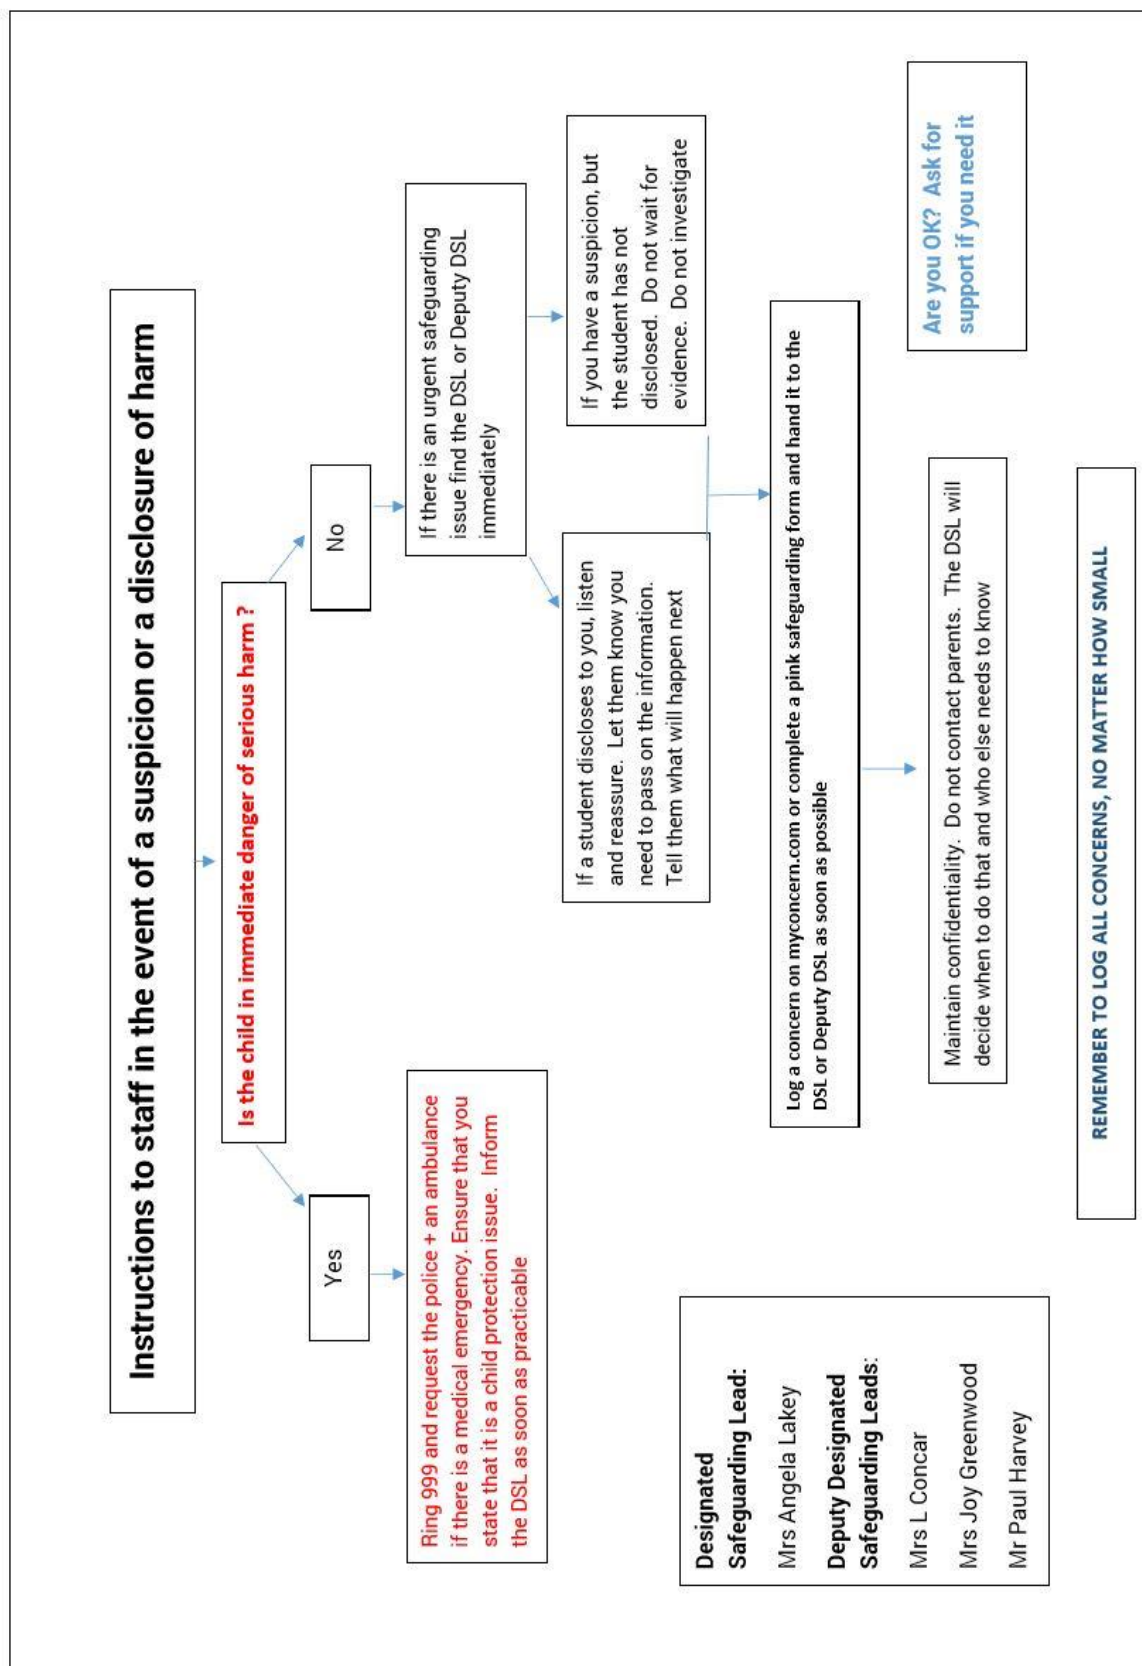 Instructions to staff in the event of a suspicion or a disclosure of harm
Is the child in immediate danger of serious harm ?
Yes
No
Ring 999 and request the police + an ambulance
if there is a medical emergency. Ensure that you
state that it is a child protection issue. Inform
the DSL as soon as practicable
If there is an urgent safeguarding
issue find the DSL or Deputy DSL
immediately
If a student discloses to you, listen
and reassure. Let them know you
need to pass on the information.
Tell them what will happen next
If you have a suspicion, but
the student has not
disclosed. Do not wait for
evidence. Do not investigate
Log a concern on myconcern.com or complete a pink safeguarding form and hand it to the
DSL or Deputy DSL as soon as possible
Maintain confidentiality. Do not contact parents. The DSL will
decide when to do that and who else needs to know
Are you OK? Ask for
support if you need it
Designated
Safeguarding Lead:
Mrs Angela Lakey
Deputy Designated
Safeguarding Leads:
Mrs L Concar
Mrs Joy Greenwood
Mr Paul Harvey
REMEMBER TO LOG ALL CONCERNS, NO MATTER HOW SMALL